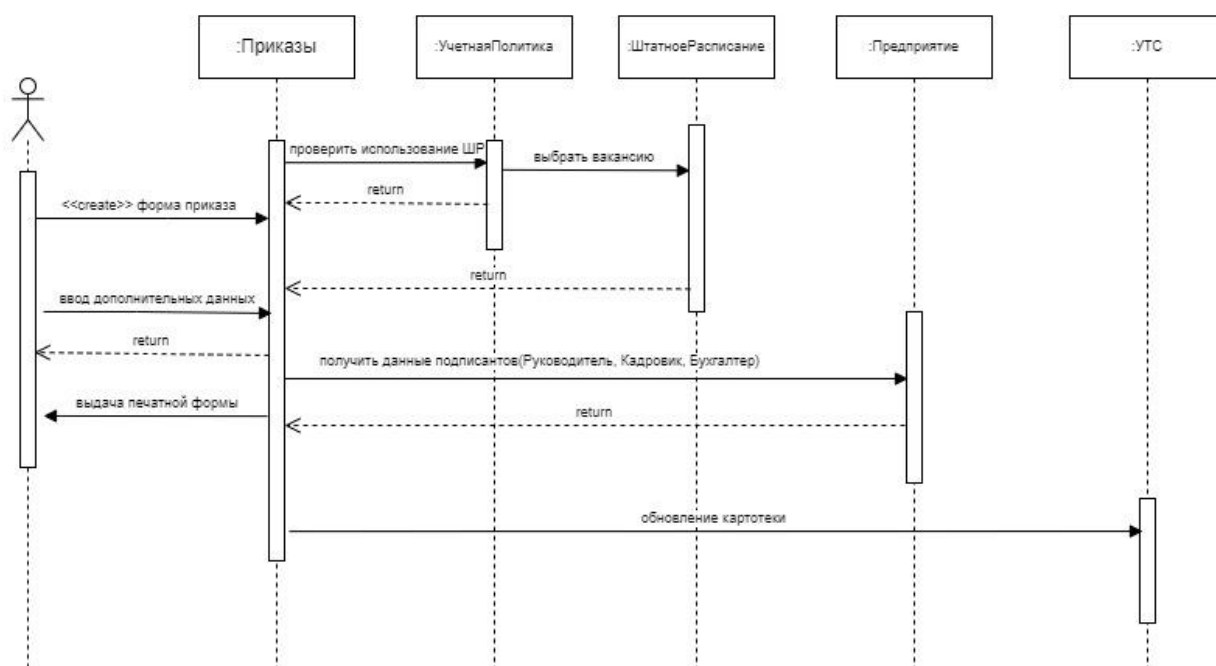 :Приказы
:УчетнаяПолитика
:ШтатноеРасписание
:Предприятие
:УТС
проверить использование ШР
выбрать вакансию
return
<<create>> форма приказа
return
ввод дополнительных данных
return
получить данные подписантов(Руководитель, Кадровик, Бухгалтер)
выдача печатной формы
return
обновление картотеки